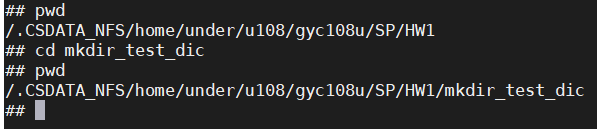 ## pwd
/.CSDATA_NFS/home/under/u108/gyc108u/SP/HW1
## cd mkdir_test_dic
## pwd
/.CSDATA_NFS/home/under/u108/gyc108u/SP/HW1/mkdir_test_dic
##